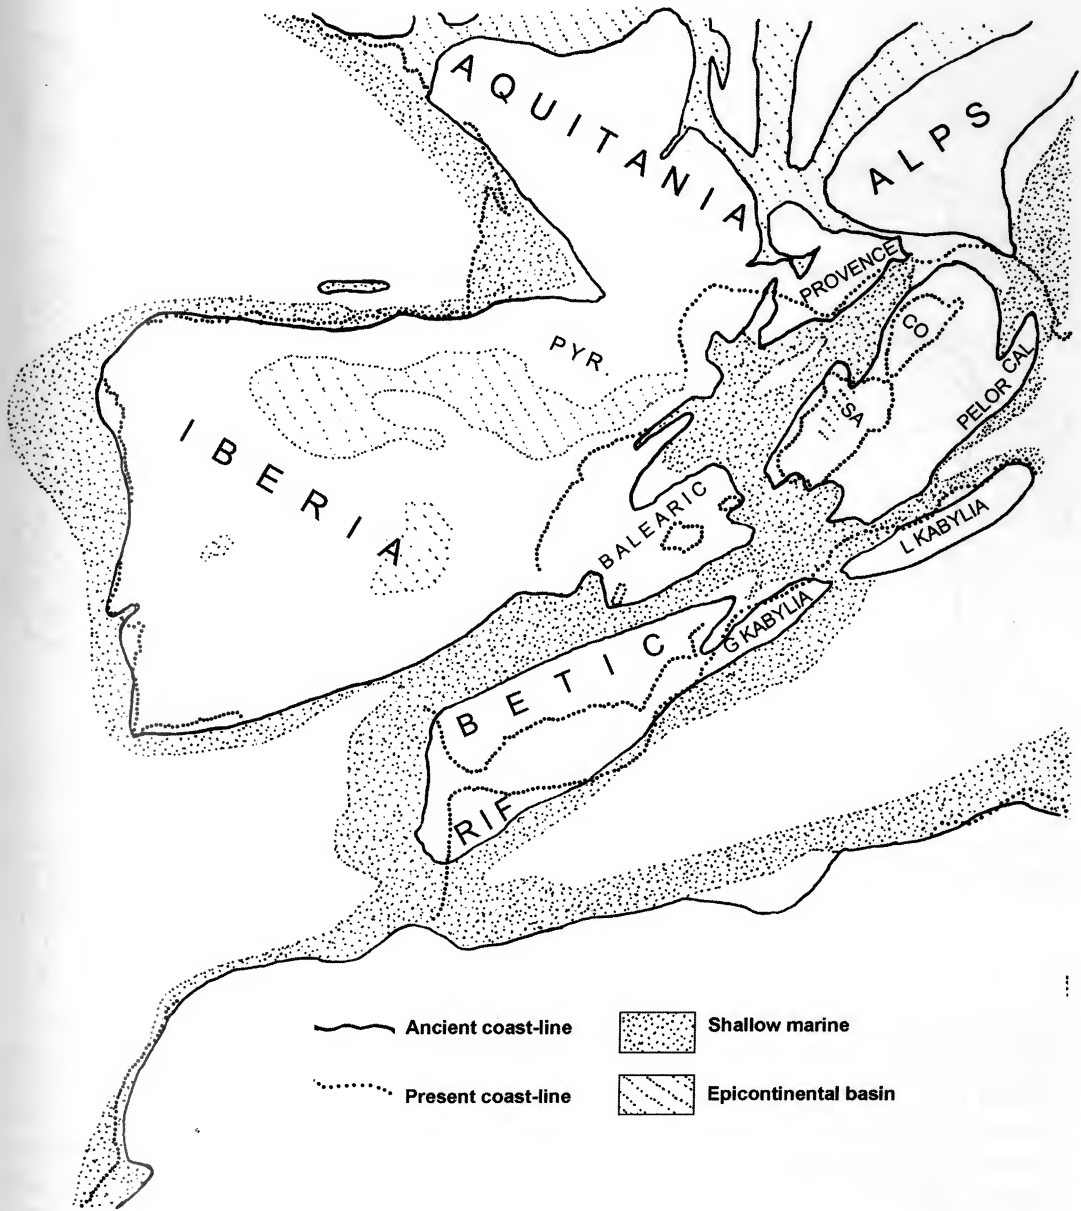 AQUITANIA
ALPS
PROVENCE
CO
PYR.
SA
PELOR CAL
IBERIA
BALEARIC
L KABYLIA
G KABYLIA
BETIC
RIF
Ancient coast-line
Shallow marine
Present coast-line
Epicontinental basin